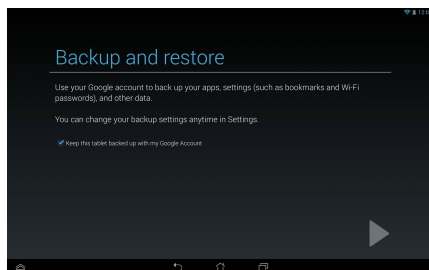 Backup and restore
Use your Google account to back up your apps, settings (such as bookmarks and Wi-Fi
passwords), and other data.
You can change your backup settings anytime in Settings.
Keep this tablet backed up with my Google Account